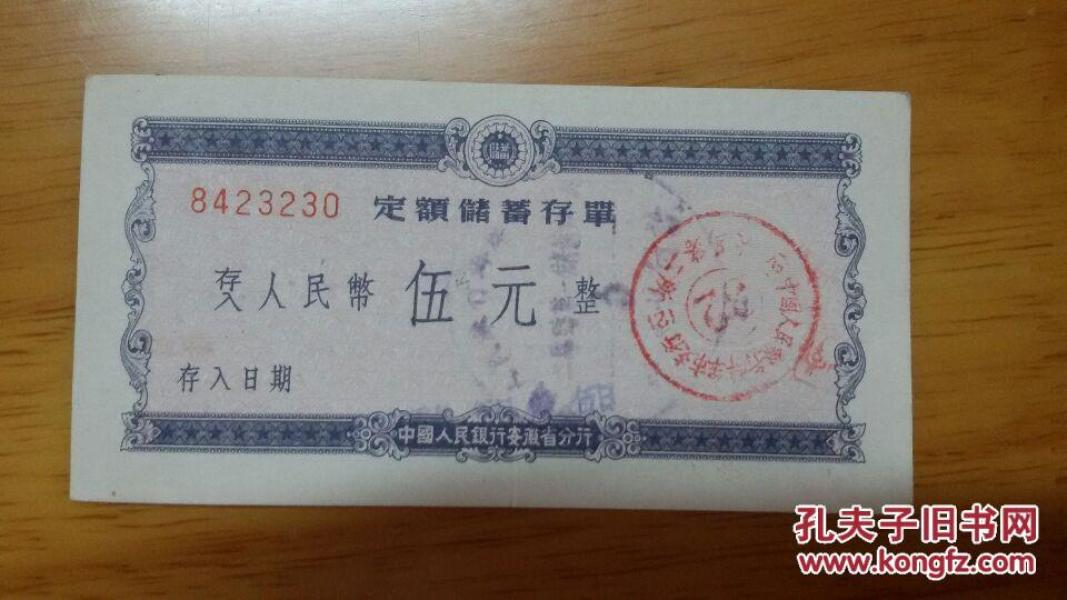 8423230 定額儲蓄存單
存入人民幣伍元整
存入日期
中國人民銀行安徽省分行
孔夫子旧书网
www.kongfz.com